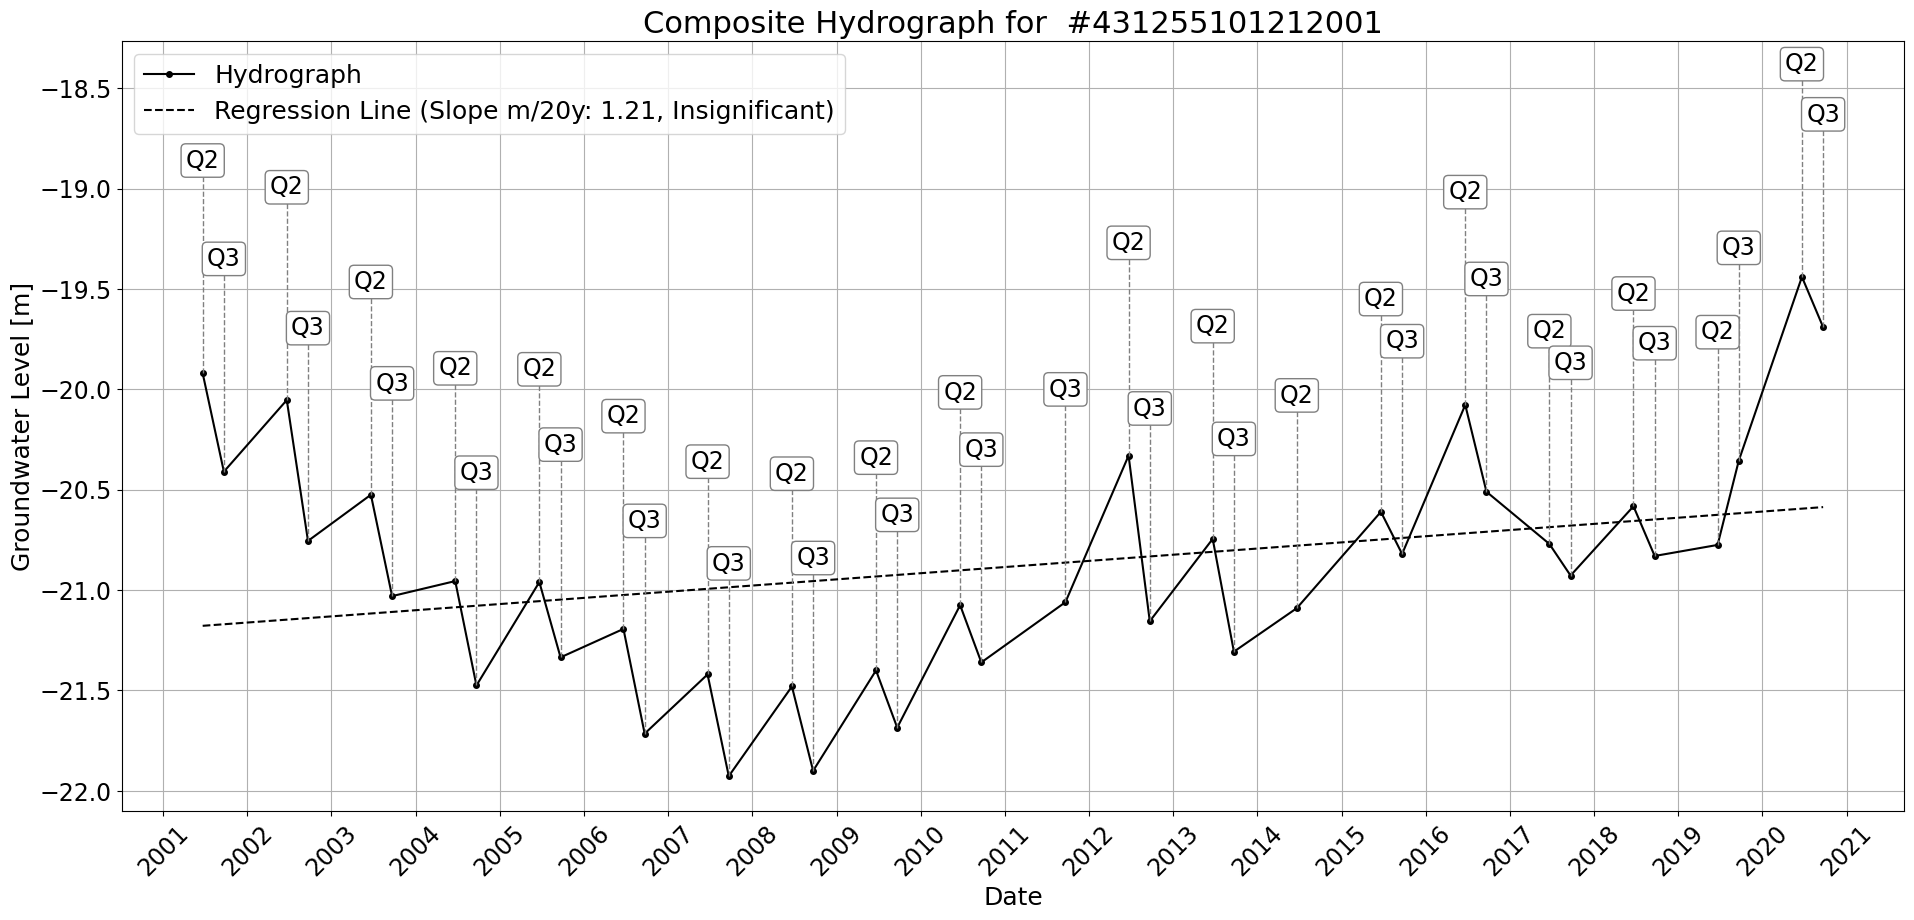 Composite Hydrograph for  #431255101212001
Hydrograph
Regression Line (Slope m/20y: 1.21, Insignificant)
Groundwater Level [m]
−18.5
−19.0
−19.5
−20.0
−20.5
−21.0
−21.5
−22.0
Q2
Q3
Q2
Q3
Q2
Q3
Q2
Q3
Q2
Q3
Q2
Q3
Q2
Q3
Q2
Q3
Q2
Q3
Q2
Q3
Q3
Q2
Q3
Q2
Q3
Q2
Q2
Q3
Q2
Q3
Q2
Q3
Q2
Q3
Q2
Q3
Q2
Q3
2001
2002
2003
2004
2005
2006
2007
2008
2009
2010
2011
2012
2013
2014
2015
2016
2017
2018
2019
2020
2021
Date